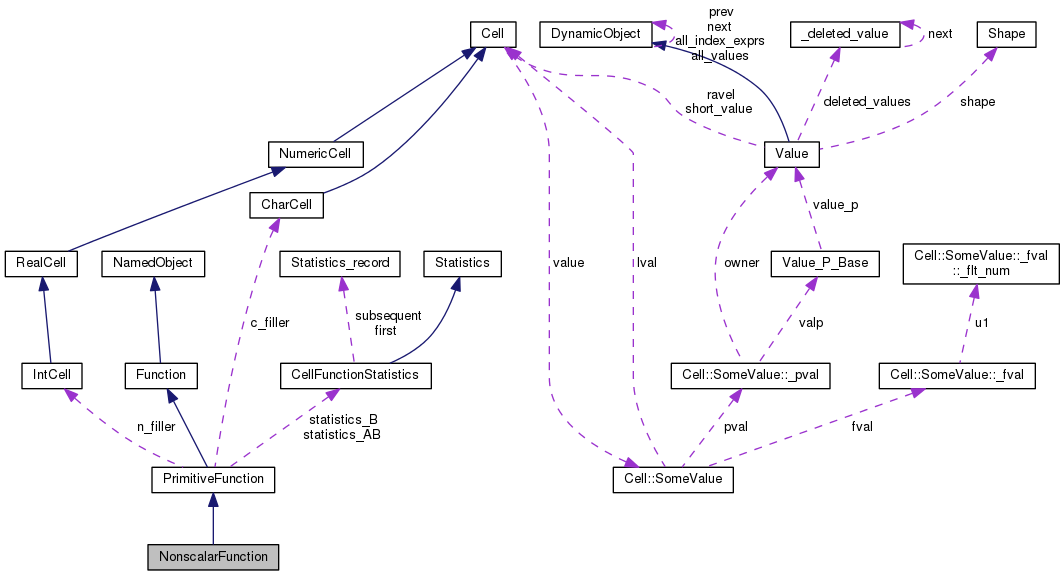 prev
next
all_index_exprs
all_values
Cell
DynamicObject
_deleted_value
next
Shape
ravel
short_value
deleted_values
shape
NumericCell
Value
CharCell
value_p
RealCell
NamedObject
Statistics_record
Statistics
value
lval
owner
Value_P_Base
Cell::SomeValue::_fval
::_flt_num
c_filler
subsequent
first
valp
u1
IntCell
Function
CellFunctionStatistics
Cell::SomeValue::_pval
Cell::SomeValue::_fval
n_filler
statistics_B
statistics_AB
pval
fval
PrimitiveFunction
Cell::SomeValue
NonscalarFunction